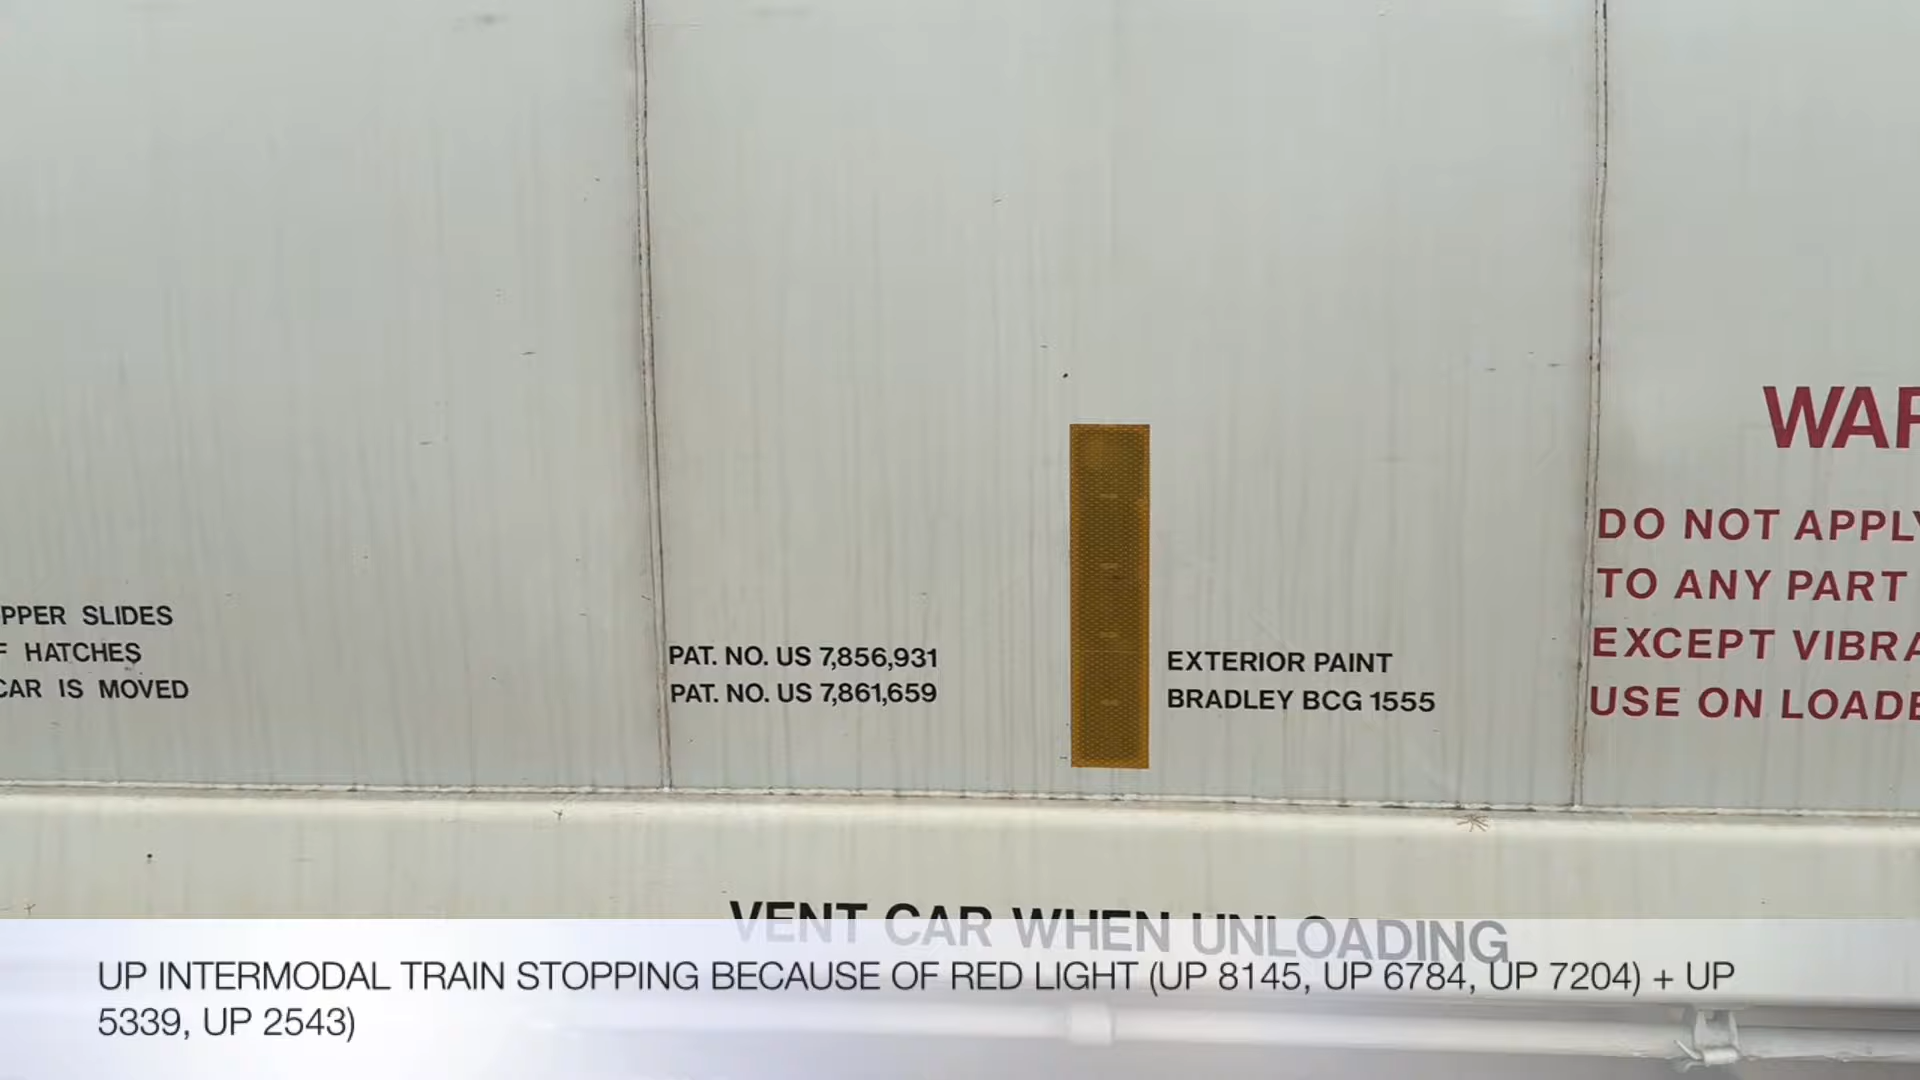 PPER SLIDES
F HATCHES
CAR IS MOVED
PAT. NO. US 7,856,931
PAT. NO. US 7,861,659
EXTERIOR PAINT
BRADLEY BCG 1555
WAR
DO NOT APPLY
TO ANY PART
EXCEPT VIBRA
USE ON LOADE
VENT CAR WHEN UNLOADING
UP INTERMODAL TRAIN STOPPING BECAUSE OF RED LIGHT (UP 8145, UP 6784, UP 7204) + UP
5339, UP 2543)